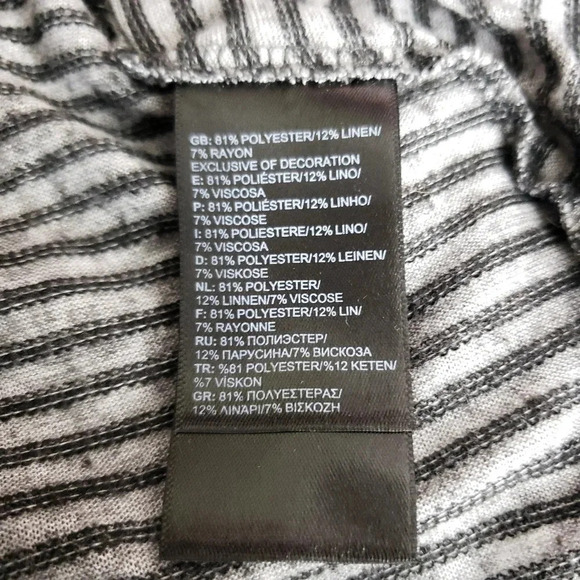 GB: 81% POLYESTER/12% LINEN/
7% RAYON
EXCLUSIVE OF DECORATION
E: 81% POLIÉSTER/12% LINO/
7% VISCOSA
P: 81% POLIÉSTER/12% LINHO/
7% VISCOSE
I: 81% POLIESTERE/12% LINO/
7% VISCOSA
D: 81% POLYESTER/12% LEINEN/
7% VISKOSE
NL: 81% POLYESTER/
12% LINNEN/7% VISCOSE
F: 81% POLYESTER/12% LIN/
7% RAYONNE
RU: 81% ПОЛИЭСТЕР/
12% ПАРУСИНА/7% ВИСКОЗА
TR: %81 POLYESTER/%12 KETEN/
%7 VİSKON
GR: 81% ΠΟΛΥΕΣΤΕΡΑΣ/
12% ΛΙΝΆΡΙ/7% ΒΙΣΚΟΖΗ